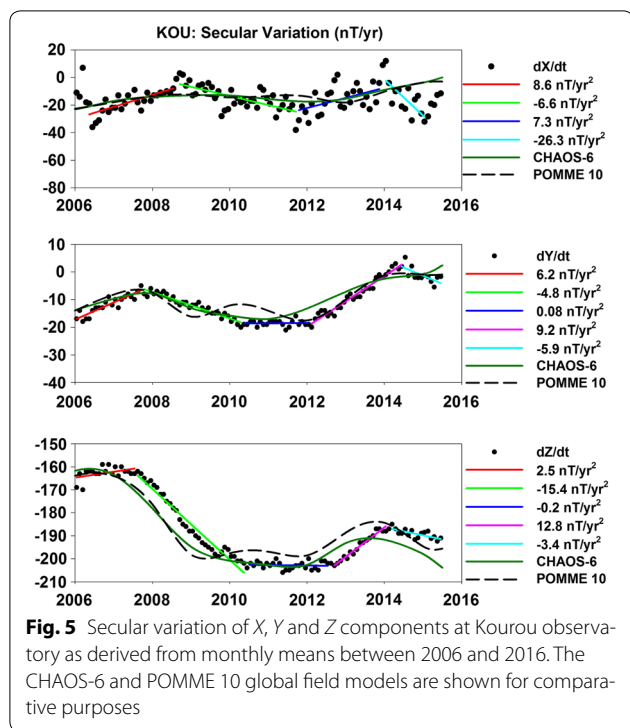 KOU: Secular Variation (nT/yr)
20
0
-20
-40
-60
-80
2006 2008 2010 2012 2014 2016
dX/dt
8.6 nT/yr²
-6.6 nT/yr²
7.3 nT/yr²
-26.3 nT/yr²
CHAOS-6
POMME 10
10
0
-10
-20
-30
-40
2006 2008 2010 2012 2014 2016
dY/dt
6.2 nT/yr²
-4.8 nT/yr²
0.08 nT/yr²
9.2 nT/yr²
-5.9 nT/yr²
CHAOS-6
POMME 10
-150
-160
-170
-180
-190
-200
-210
2006 2008 2010 2012 2014 2016
dZ/dt
2.5 nT/yr²
-15.4 nT/yr²
-0.2 nT/yr²
12.8 nT/yr²
-3.4 nT/yr²
CHAOS-6
POMME 10
Fig. 5 Secular variation of X, Y and Z components at Kourou observa-
tory as derived from monthly means between 2006 and 2016. The
CHAOS-6 and POMME 10 global field models are shown for compara-
tive purposes